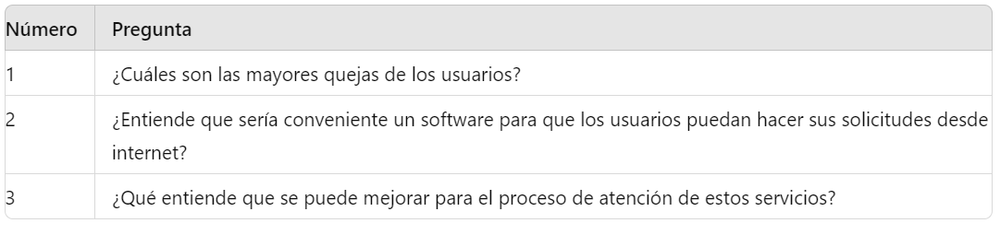 Número Pregunta
1 ¿Cuáles son las mayores quejas de los usuarios?
2 ¿Entiende que sería conveniente un software para que los usuarios puedan hacer sus solicitudes desde
internet?
3 ¿Qué entiende que se puede mejorar para el proceso de atención de estos servicios?